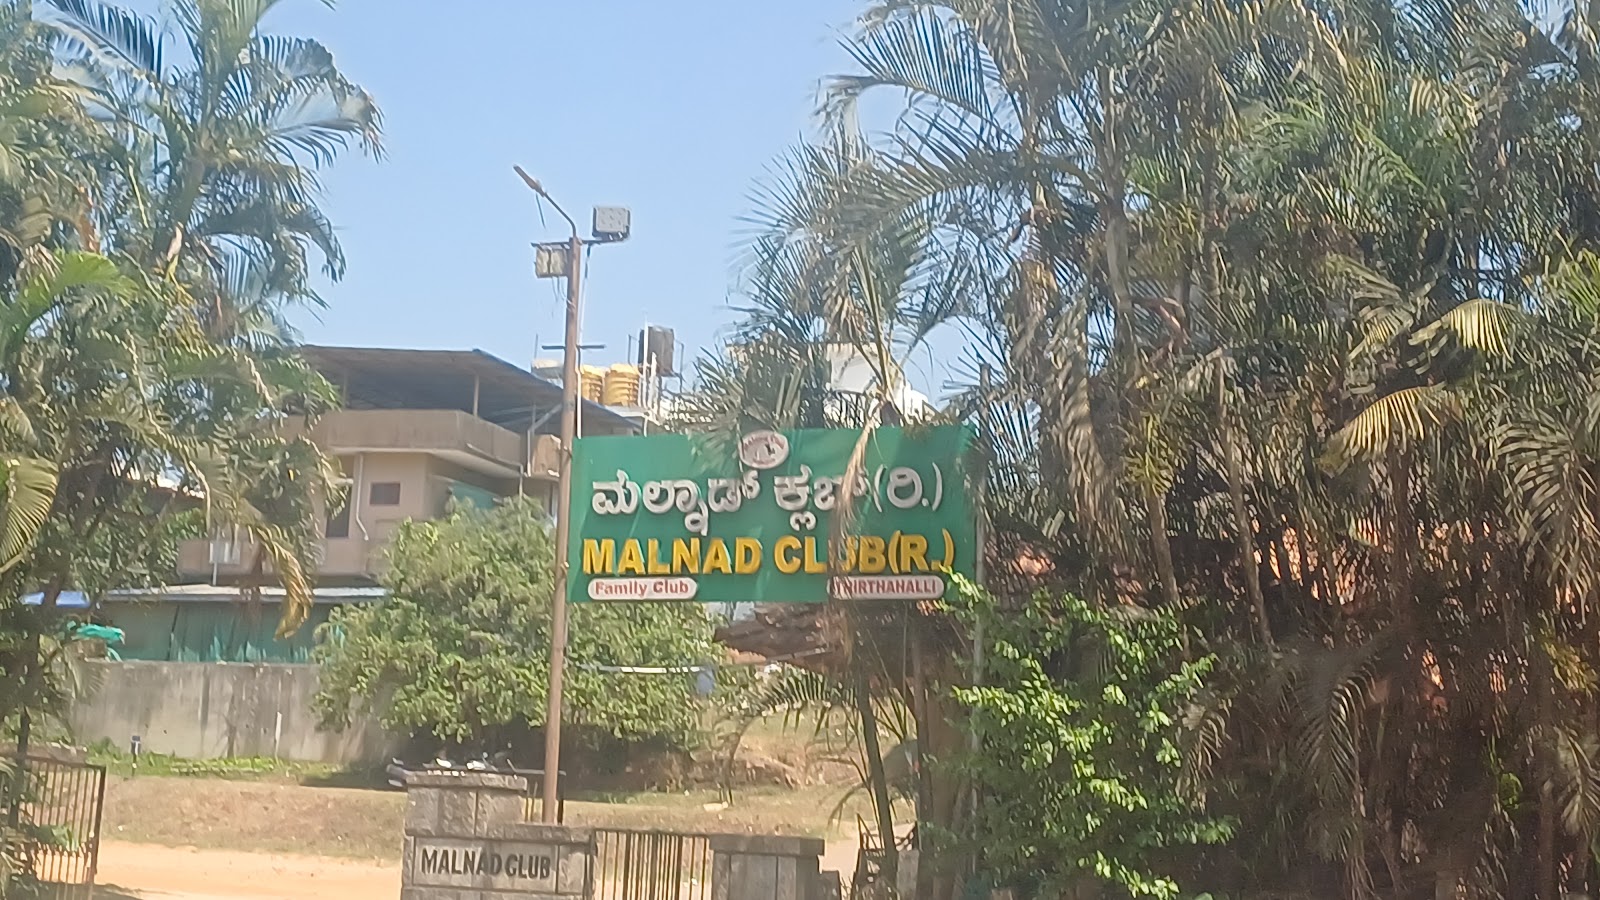 ಮಲ್ನಾಡ್ ಕ್ಲಬ್ (ರಿ.)
MALNAD CLUB(R.)
Family Club THIRTHAHALLI
MALNAD CLUB